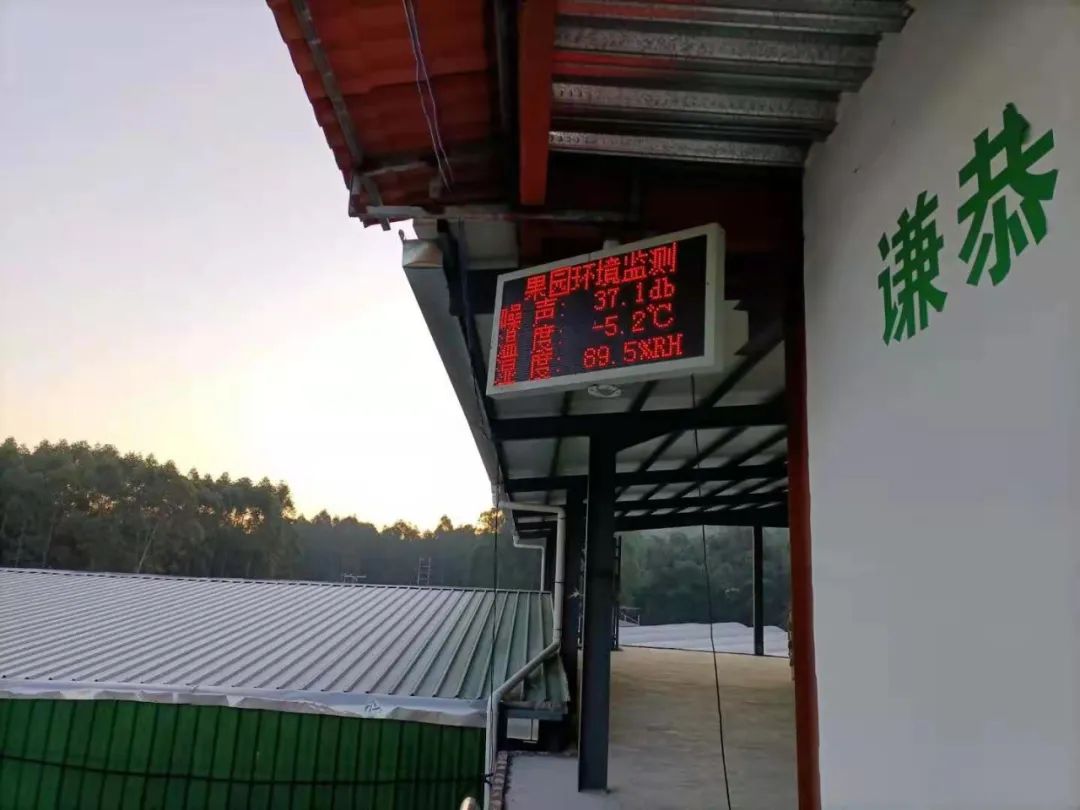 果园环境监测
噪 声: 37.1db
温 度: -5.2℃
湿 度: 89.5%RH
谦恭